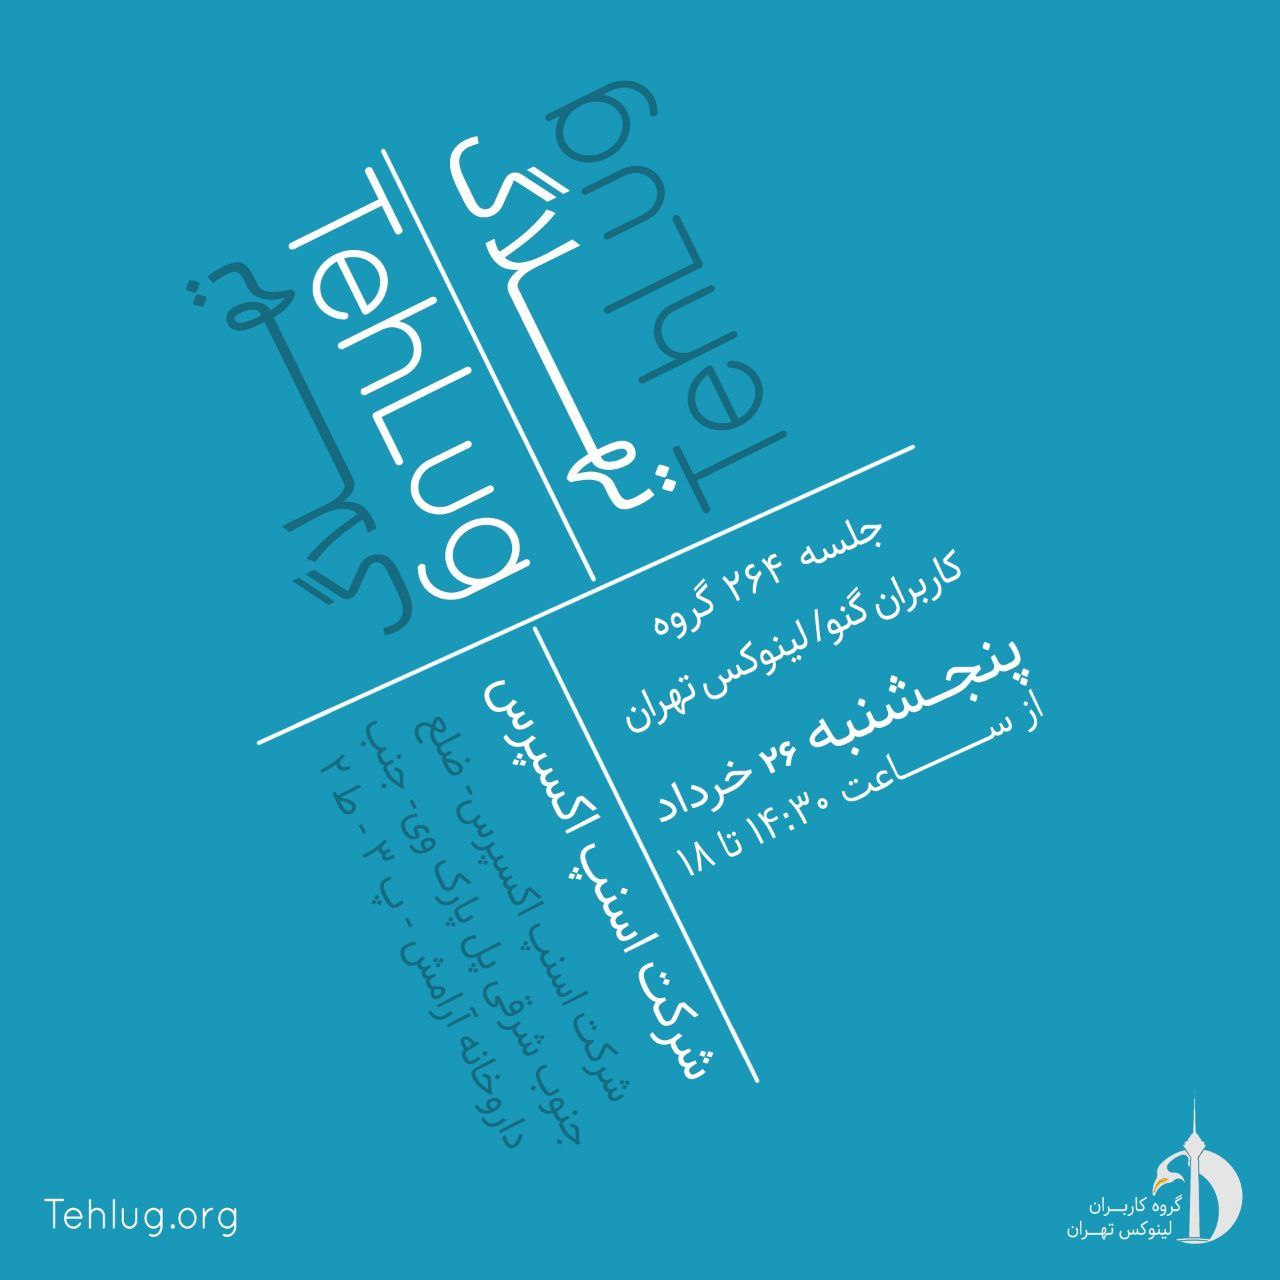 TehLug
تهلاگ
TehLug
تهلاگ
جلسه ۲۶۴ گروه
کاربران گنو/لینوکس تهران
پنجشنبه ۲۶ خرداد
از ساعت ۱۴:۳۰ تا ۱۸
شرکت اسنپ اکسپرس
شرکت اسنپ اکسپرس- ضلع
جنوب شرقی پل پارک وی- جنب
داروخانه آرامش - پ ۳ - ط ۲
Tehlug.org
گروه کاربران
لینوکس تهران